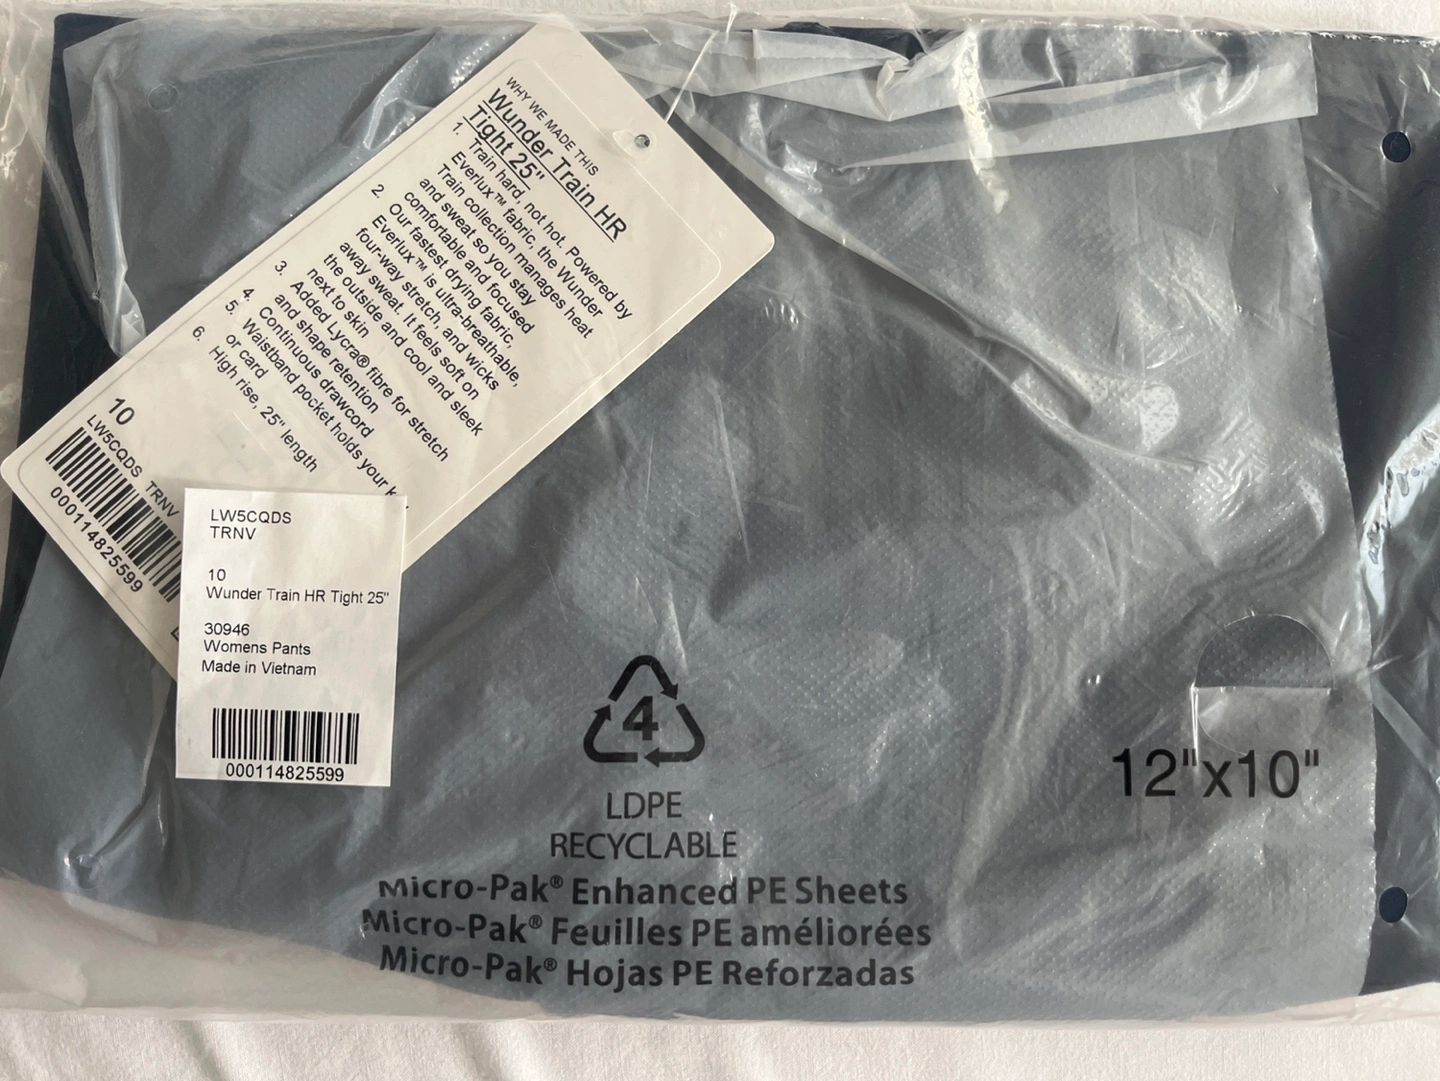 WHY WE MADE THIS
Wunder Train HR
Tight 25"
1. Train hard, not hot. Powered by
Everlux™ fabric, the Wunder
Train collection manages heat
and sweat so you stay
comfortable and focused
2 Our fastest drying fabric,
Everlux™ is ultra-breathable,
four-way stretch, and wicks
away sweat. It feels soft on
the outside and cool and sleek
next to skin
3. Added Lycra® fibre for stretch
and shape retention
4. Continuous drawcord
5. Waistband pocket holds your
or card
6. High rise, 25" length
10
LW5CQDS TRNV
000114825599
LW5CQDS
TRNV
10
Wunder Train HR Tight 25"
30946
Womens Pants
Made in Vietnam
000114825599
4
LDPE
RECYCLABLE
Micro-Pak® Enhanced PE Sheets
Micro-Pak® Feuilles PE améliorées
Micro-Pak® Hojas PE Reforzadas
12"x10"